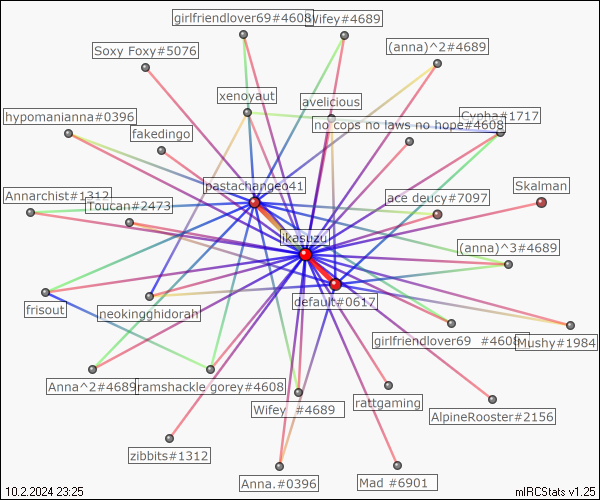 girlfriendlover69#4608
Wifey#4689
Soxy Foxy#5076
(anna)^2#4689
xenoyaut
avelicious
hypomanianna#0396
fakedingo
no cops no laws no hope#4608
Cypha#1717
pastachange041
Annarchist#1312
Toucan#2473
ace deucy#7097
Skalman
ikasuzu
(anna)^3#4689
default#0617
frisout
neokingghidorah
girlfriendlover69 #4608
Mushy#1984
Anna^2#4689
ramshackle gorey#4608
Wifey #4689
rattgaming
AlpineRooster#2156
zibbits#1312
Anna.#0396
Mad #6901
10.2.2024 23:25
mIRCStats v1.25